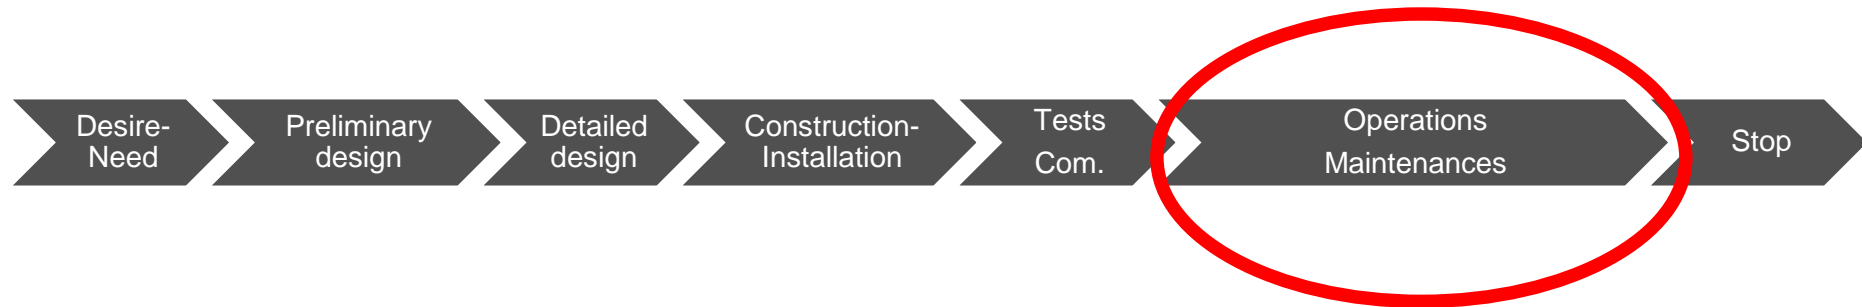 Desire-
Need
Preliminary
design
Detailed
design
Construction-
Installation
Tests
Com.
Operations
Maintenances
Stop